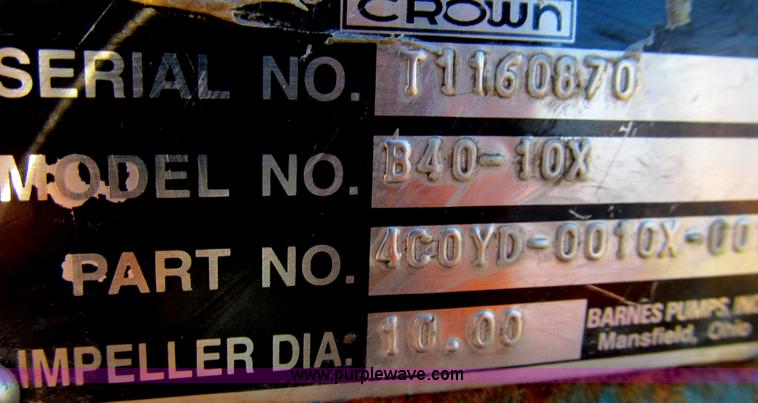 CROWN
SERIAL NO. T1160870
MODEL NO. B40-10X
PART NO. 4C0YD-0010X-00
IMPELLER DIA: 10.00
BARNES PUMPS, INC
Mansfield, Ohio
www.purplewave.com